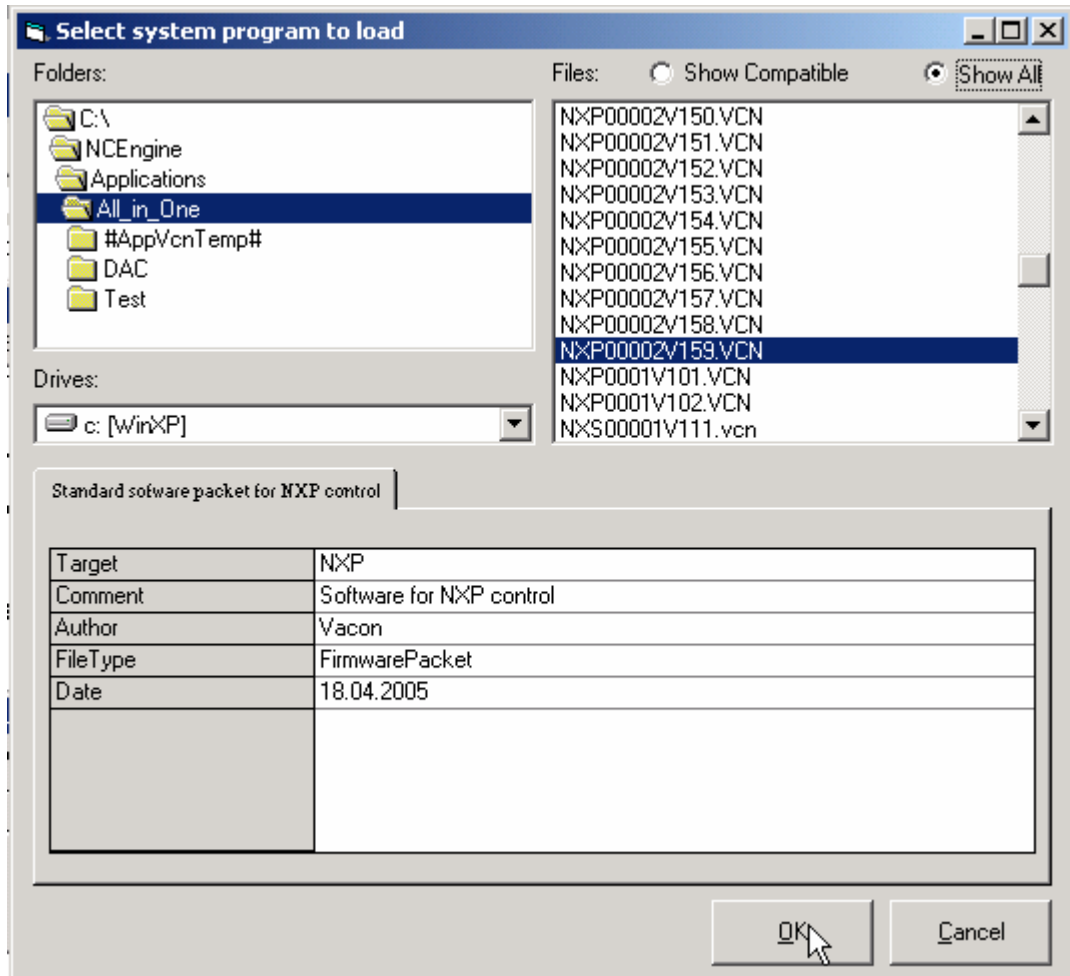 Select system program to load
Folders:
Files: Show Compatible Show All
C:\
NCEngine
Applications
All_in_One
#AppVcnTemp#
DAC
Test
NXP00002V150.VCN
NXP00002V151.VCN
NXP00002V152.VCN
NXP00002V153.VCN
NXP00002V154.VCN
NXP00002V155.VCN
NXP00002V156.VCN
NXP00002V157.VCN
NXP00002V158.VCN
NXP00002V159.VCN
NXP0001V101.VCN
NXP0001V102.VCN
NXS00001V111.vcn
Drives:
c: [WinXP]
Standard sofware packet for NXP control
Target NXP
Comment Software for NXP control
Author Vacon
FileType FirmwarePacket
Date 18.04.2005
OK Cancel